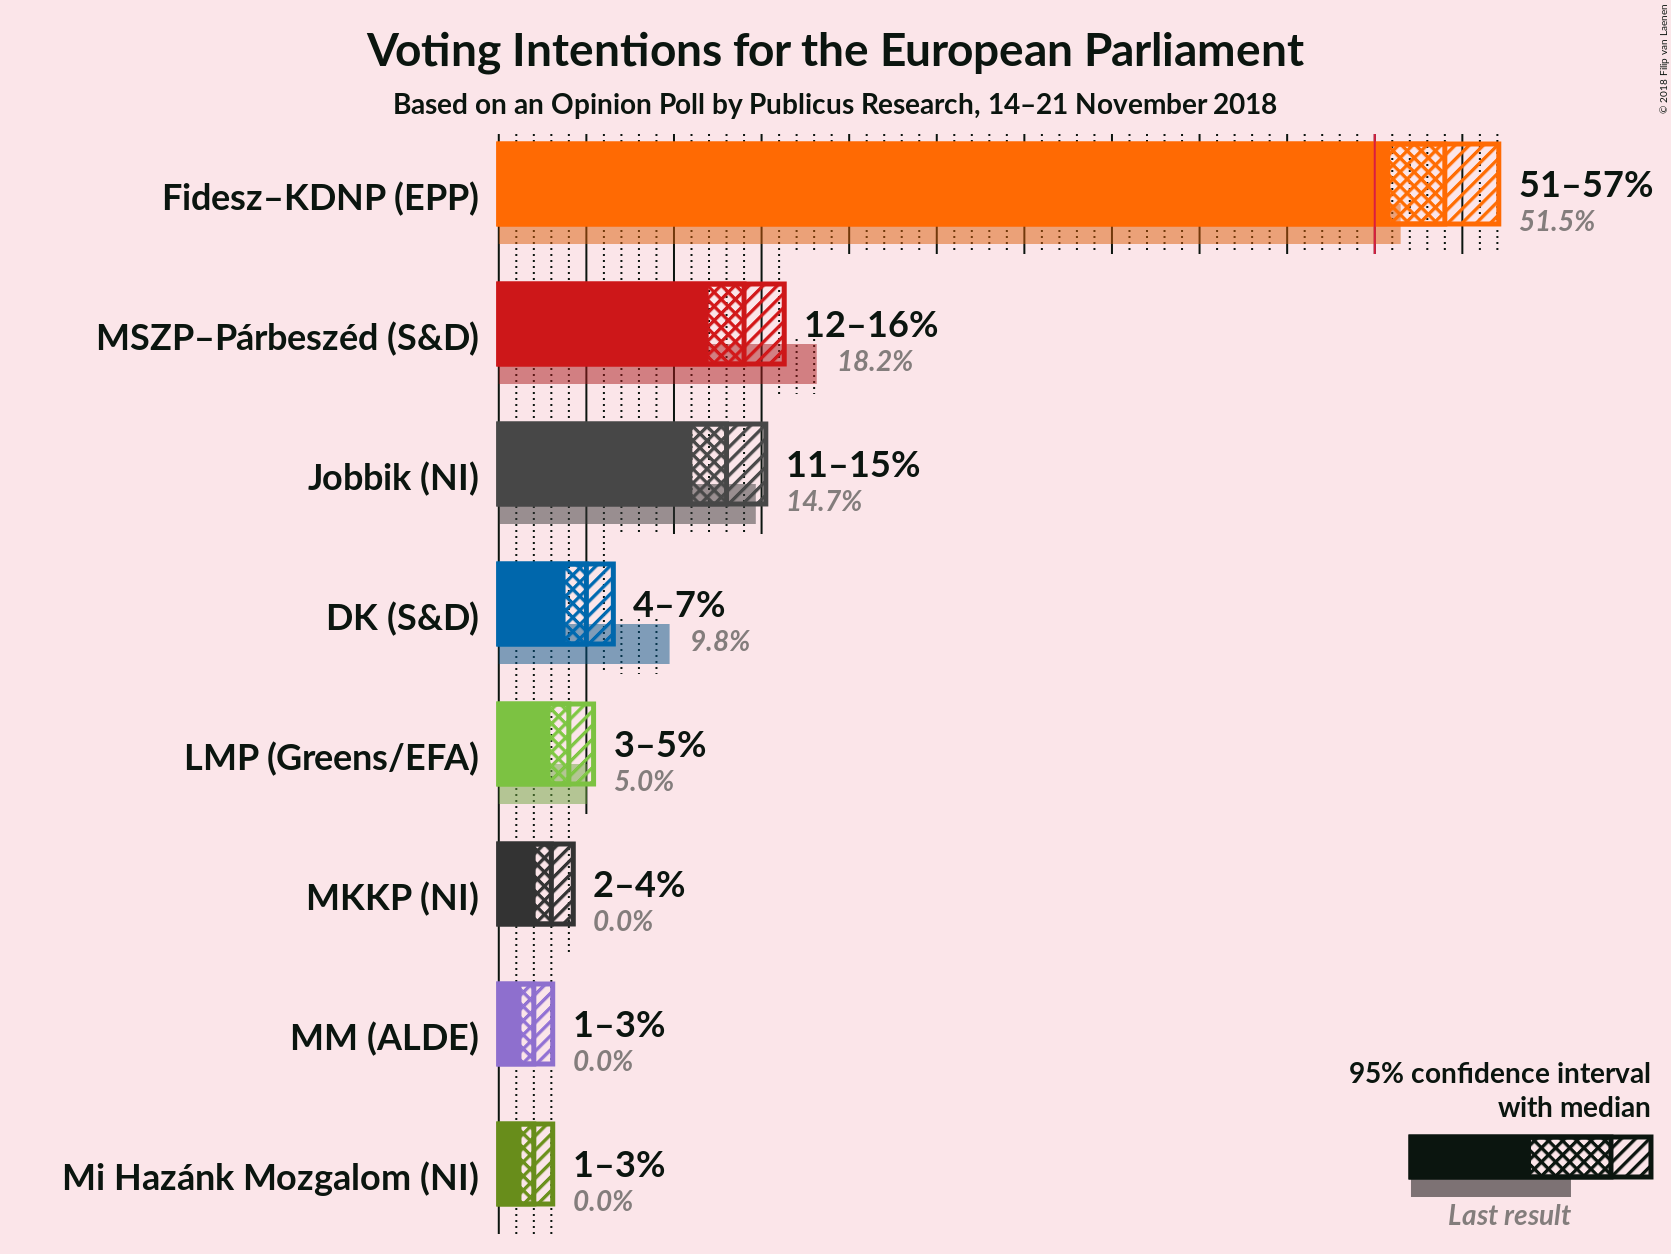 Voting Intentions for the European Parliament
Based on an Opinion Poll by Publicus Research, 14–21 November 2018
© 2018 Filip van Laenen
Fidesz–KDNP (EPP)
51–57%
51.5%
MSZP–Párbeszéd (S&D)
12–16%
18.2%
Jobbik (NI)
11–15%
14.7%
DK (S&D)
4–7%
9.8%
LMP (Greens/EFA)
3–5%
5.0%
MKKP (NI)
2–4%
0.0%
MM (ALDE)
1–3%
0.0%
Mi Hazánk Mozgalom (NI)
1–3%
0.0%
95% confidence interval
with median
Last result